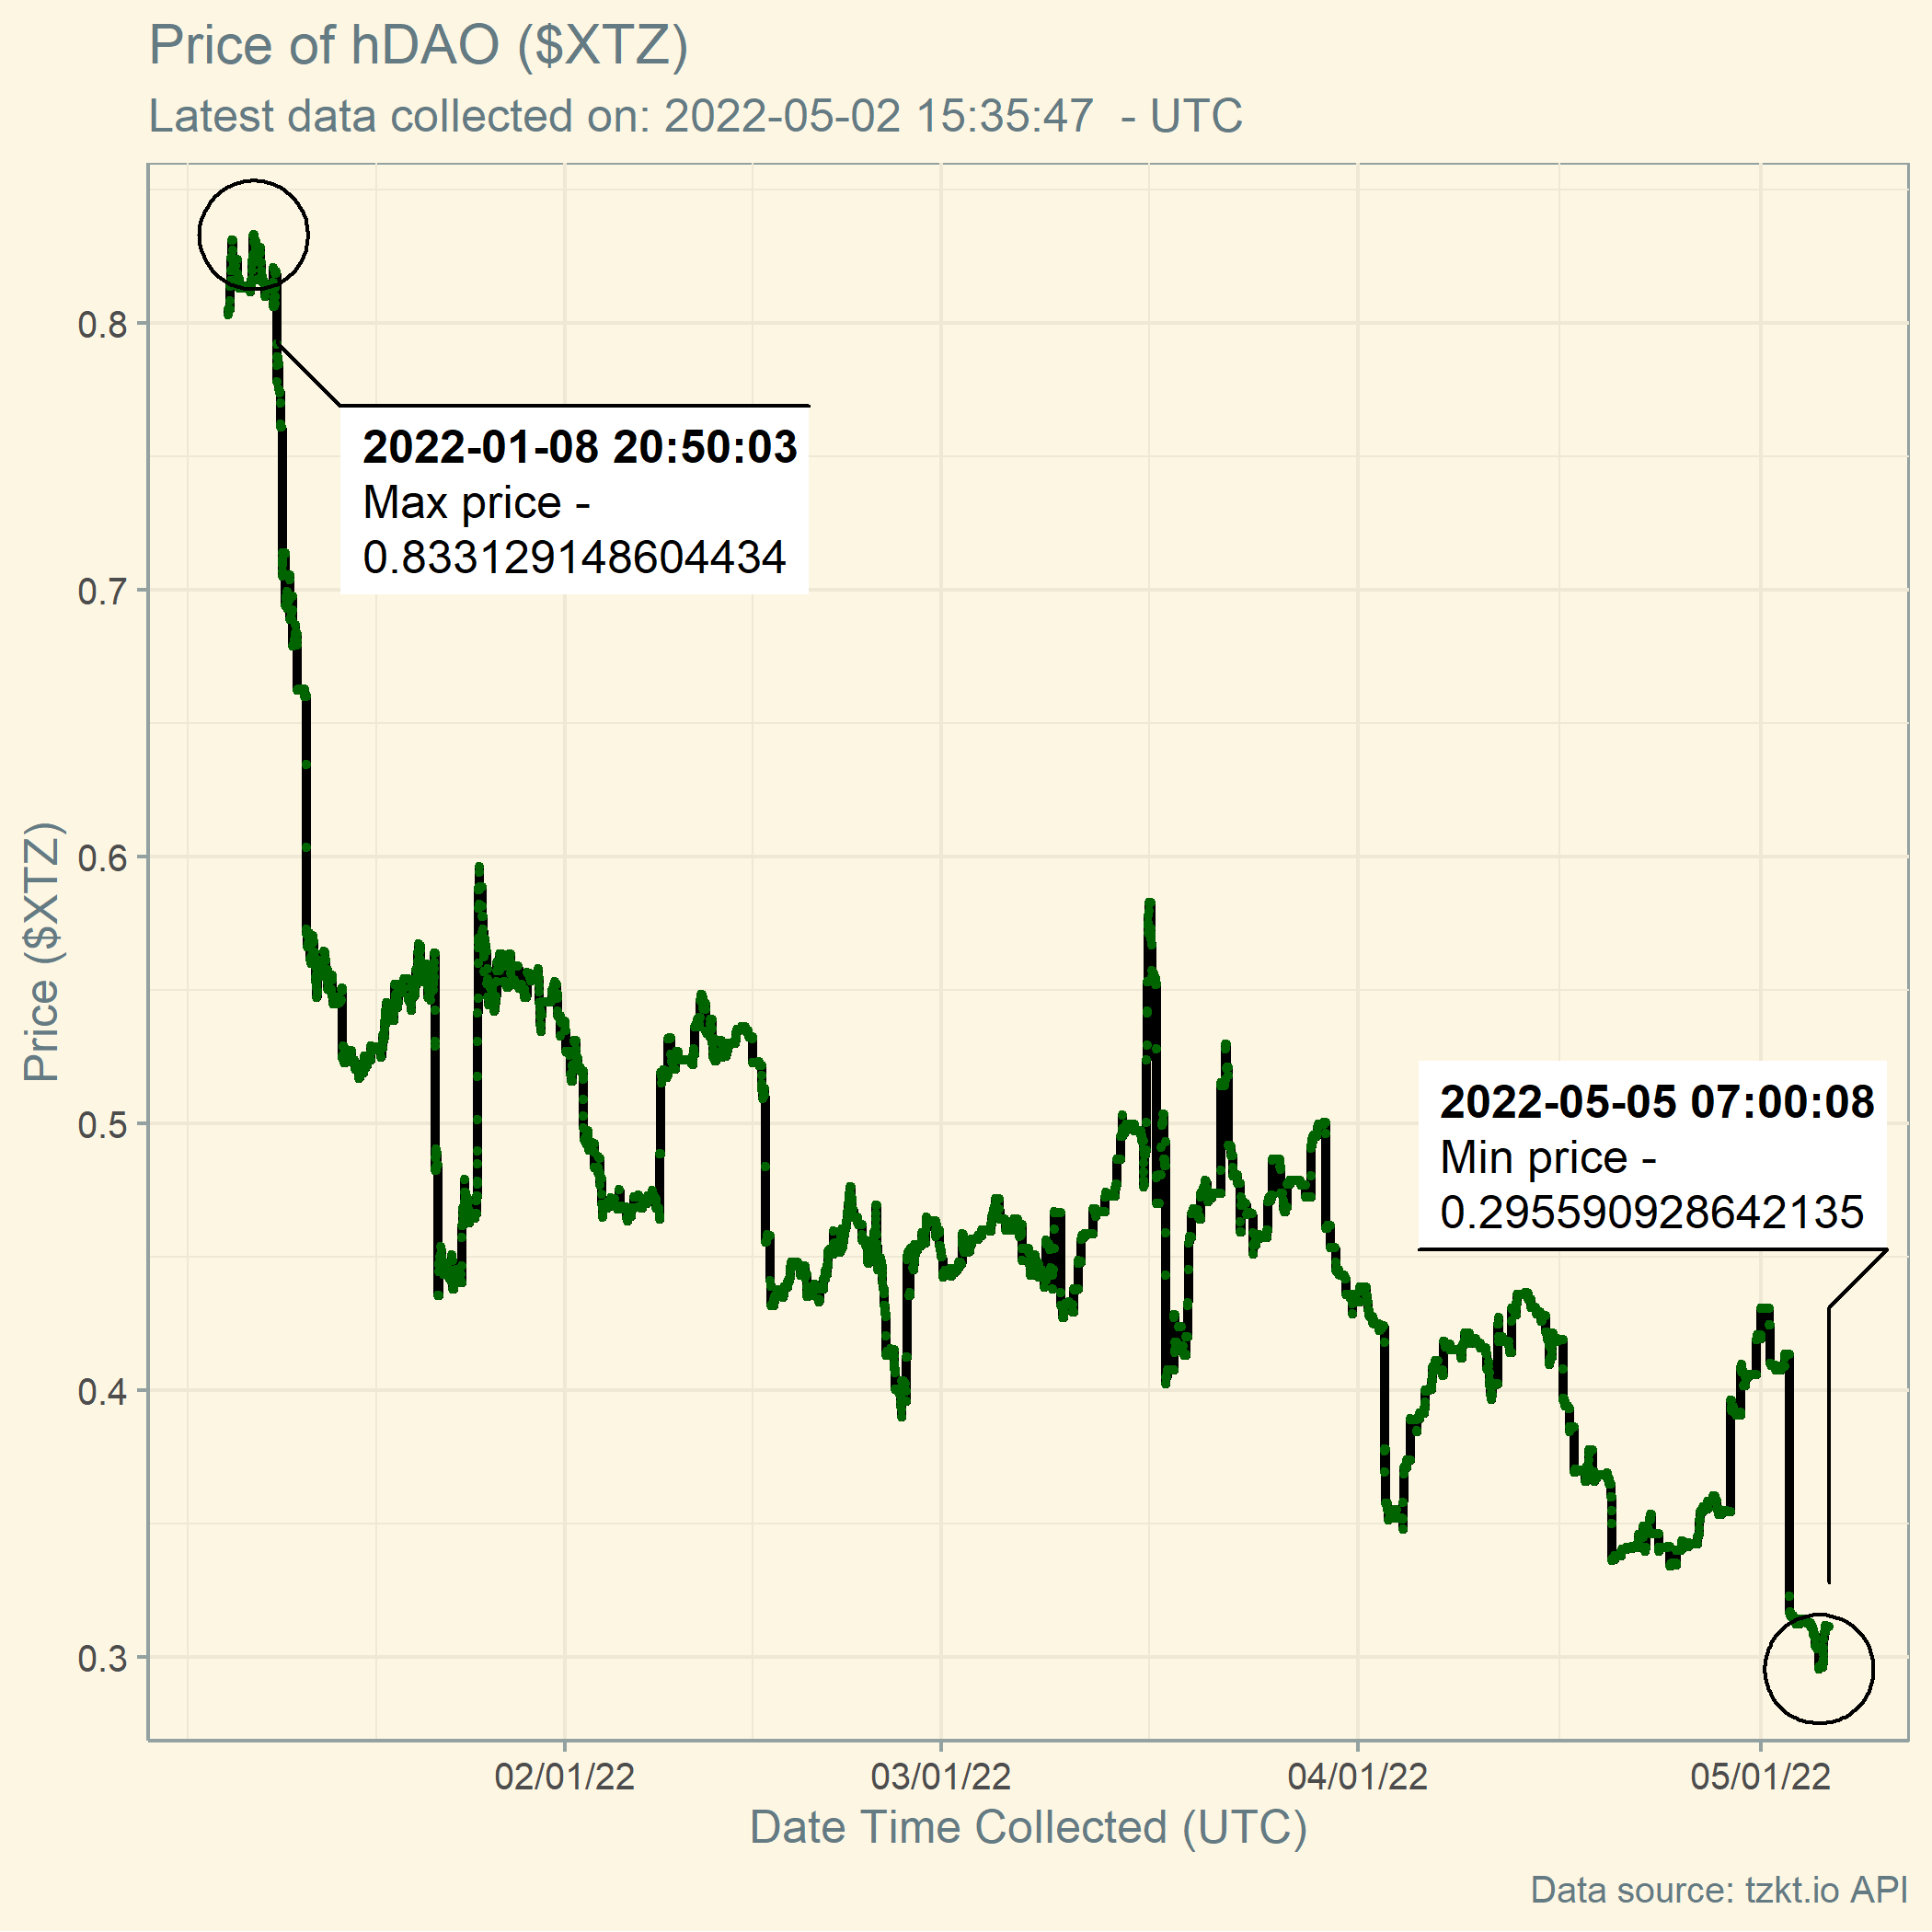 Price of hDAO ($XTZ)
Latest data collected on: 2022-05-02 15:35:47  - UTC
0.8
0.7
0.6
0.5
0.4
0.3
Price ($XTZ)
2022-01-08 20:50:03
Max price -
0.833129148604434
2022-05-05 07:00:08
Min price -
0.295590928642135
02/01/22
03/01/22
04/01/22
05/01/22
Date Time Collected (UTC)
Data source: tzkt.io API